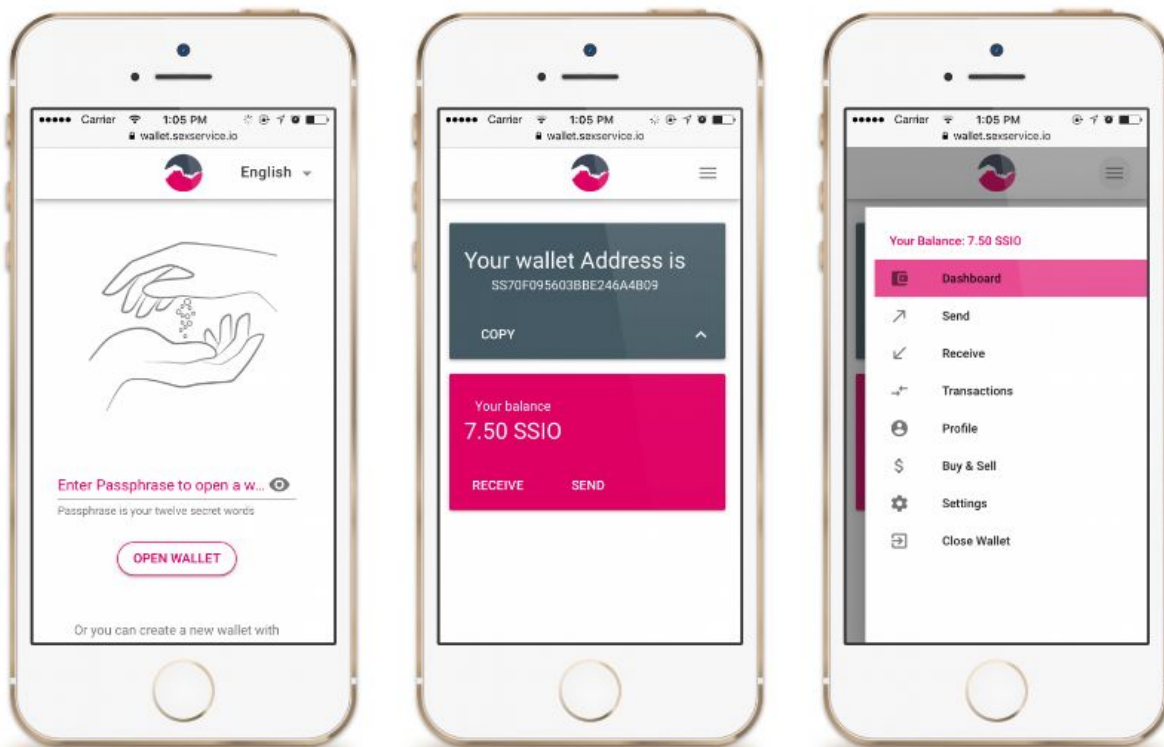 Carrier 1:05 PM
wallet.sexservice.io
English
Enter Passphrase to open a w...
Passphrase is your twelve secret words
OPEN WALLET
Or you can create a new wallet with
Carrier 1:05 PM
wallet.sexservice.io
Your wallet Address is
SS70F095603BBE246A4B09
COPY
Your balance
7.50 SSIO
RECEIVE SEND
Carrier 1:05 PM
wallet.sexservice.io
Your Balance: 7.50 SSIO
Dashboard
Send
Receive
Transactions
Profile
$ Buy & Sell
Settings
Close Wallet